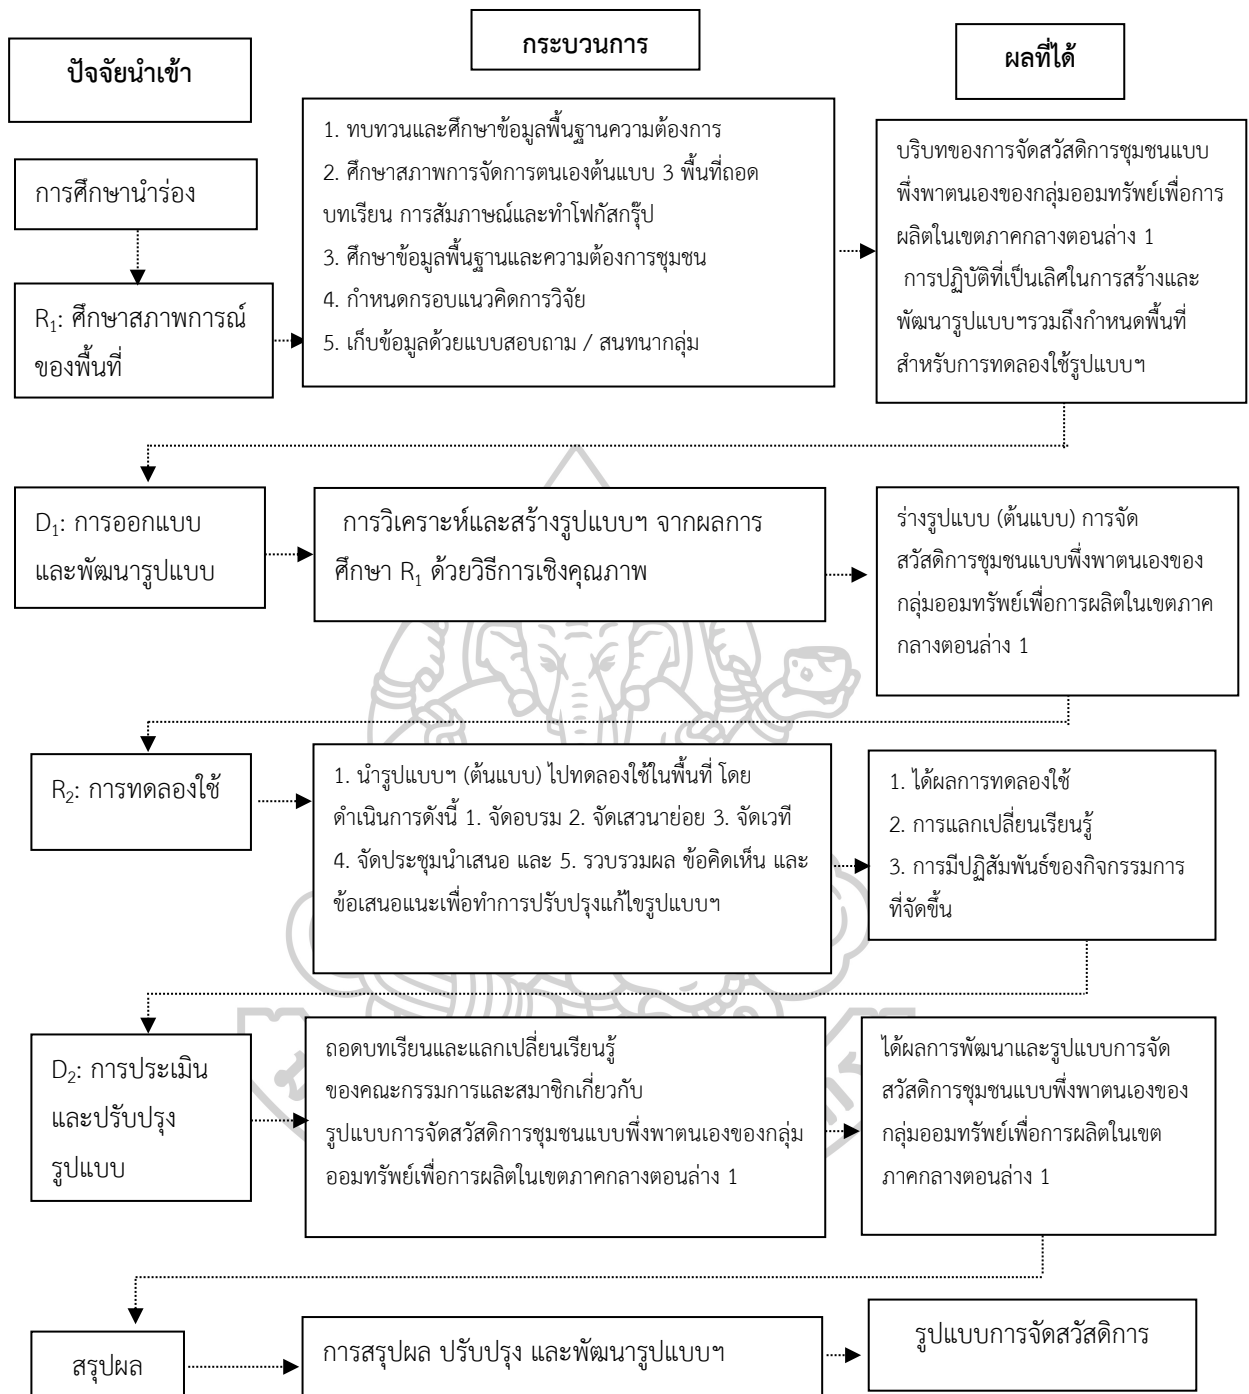 กระบวนการ
ปัจจัยนำเข้า
ผลที่ได้
การศึกษานำร่อง
R₁: ศึกษาสภาพการณ์
ของพื้นที่
1. ทบทวนและศึกษาข้อมูลพื้นฐานความต้องการ
2. ศึกษาสภาพการจัดการตนเองต้นแบบ 3 พื้นที่ถอด
บทเรียน การสัมภาษณ์และทำโฟกัสกรุ๊ป
3. ศึกษาข้อมูลพื้นฐานและความต้องการชุมชน
4. กำหนดกรอบแนวคิดการวิจัย
5. เก็บข้อมูลด้วยแบบสอบถาม / สนทนากลุ่ม
บริบทของการจัดสวัสดิการชุมชนแบบ
พึ่งพาตนเองของกลุ่มออมทรัพย์เพื่อการ
ผลิตในเขตภาคกลางตอนล่าง 1
การปฏิบัติที่เป็นเลิศในการสร้างและ
พัฒนารูปแบบฯรวมถึงกำหนดพื้นที่
สำหรับการทดลองใช้รูปแบบฯ
D₁: การออกแบบ
และพัฒนารูปแบบ
การวิเคราะห์และสร้างรูปแบบฯ จากผลการ
ศึกษา R₁ ด้วยวิธีการเชิงคุณภาพ
ร่างรูปแบบ (ต้นแบบ) การจัด
สวัสดิการชุมชนแบบพึ่งพาตนเองของ
กลุ่มออมทรัพย์เพื่อการผลิตในเขตภาค
กลางตอนล่าง 1
R₂: การทดลองใช้
1. นำรูปแบบฯ (ต้นแบบ) ไปทดลองใช้ในพื้นที่ โดย
ดำเนินการดังนี้ 1. จัดอบรม 2. จัดเสวนาย่อย 3. จัดเวที
4. จัดประชุมนำเสนอ และ 5. รวบรวมผล ข้อคิดเห็น และ
ข้อเสนอแนะเพื่อทำการปรับปรุงแก้ไขรูปแบบฯ
1. ได้ผลการทดลองใช้
2. การแลกเปลี่ยนเรียนรู้
3. การมีปฏิสัมพันธ์ของกิจกรรมการ
ที่จัดขึ้น
D₂: การประเมิน
และปรับปรุง
รูปแบบ
ถอดบทเรียนและแลกเปลี่ยนเรียนรู้
ของคณะกรรมการและสมาชิกเกี่ยวกับ
รูปแบบการจัดสวัสดิการชุมชนแบบพึ่งพาตนเองของกลุ่ม
ออมทรัพย์เพื่อการผลิตในเขตภาคกลางตอนล่าง 1
ได้ผลการพัฒนาและรูปแบบการจัด
สวัสดิการชุมชนแบบพึ่งพาตนเองของ
กลุ่มออมทรัพย์เพื่อการผลิตในเขต
ภาคกลางตอนล่าง 1
สรุปผล
การสรุปผล ปรับปรุง และพัฒนารูปแบบฯ
รูปแบบการจัดสวัสดิการ